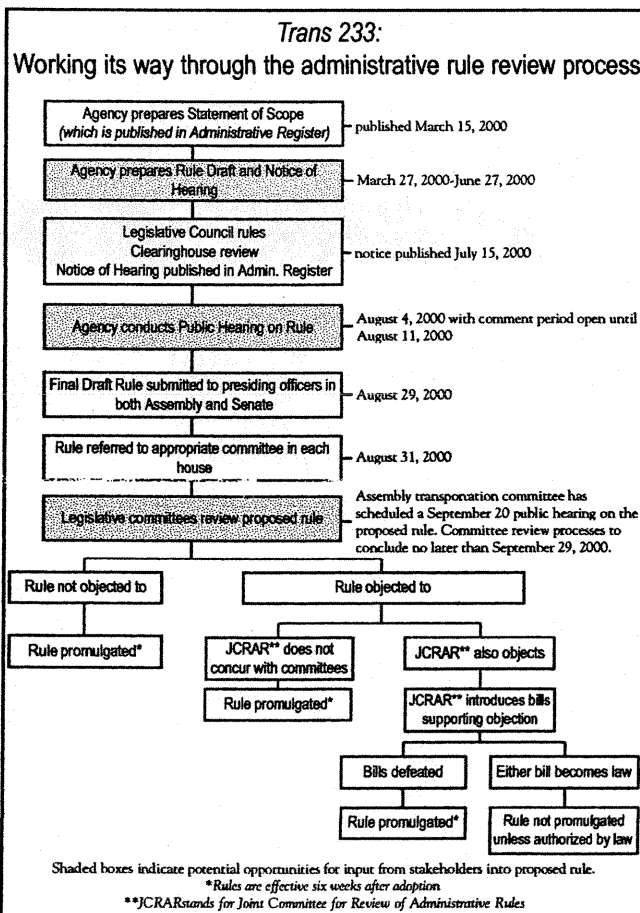 Trans 233:
Working its way through the administrative rule review process
Agency prepares Statement of Scope
(which is published in Administrative Register)
published March 15, 2000
Agency prepares Rule Draft and Notice of
Hearing
March 27, 2000-June 27, 2000
Legislative Council rules
Clearinghouse review
Notice of Hearing published in Admin. Register
notice published July 15, 2000
Agency conducts Public Hearing on Rule
August 4, 2000 with comment period open until
August 11, 2000
Final Draft Rule submitted to presiding officers in
both Assembly and Senate
August 29, 2000
Rule referred to appropriate committee in each
house
August 31, 2000
Legislative committees review proposed rule
Assembly transponation committee has
scheduled a September 20 public hearing on the
proposed rule. Committee review processes to
conclude no later than September 29, 2000.
Rule not objected to
Rule objected to
Rule promulgated*
JCRAR** does not
concur with committees
JCRAR** also objects
Rule promulgated*
JCRAR** introduces bills
supporting objection
Bills defeated
Either bill becomes law
Rule promulgated*
Rule not promulgated
unless authorized by law
Shaded boxes indicate potential opportunities for input from stakeholders into proposed rule.
*Rules are effective six weeks after adoption
**JCRARstands for Joint Committee for Review of Administrative Rules